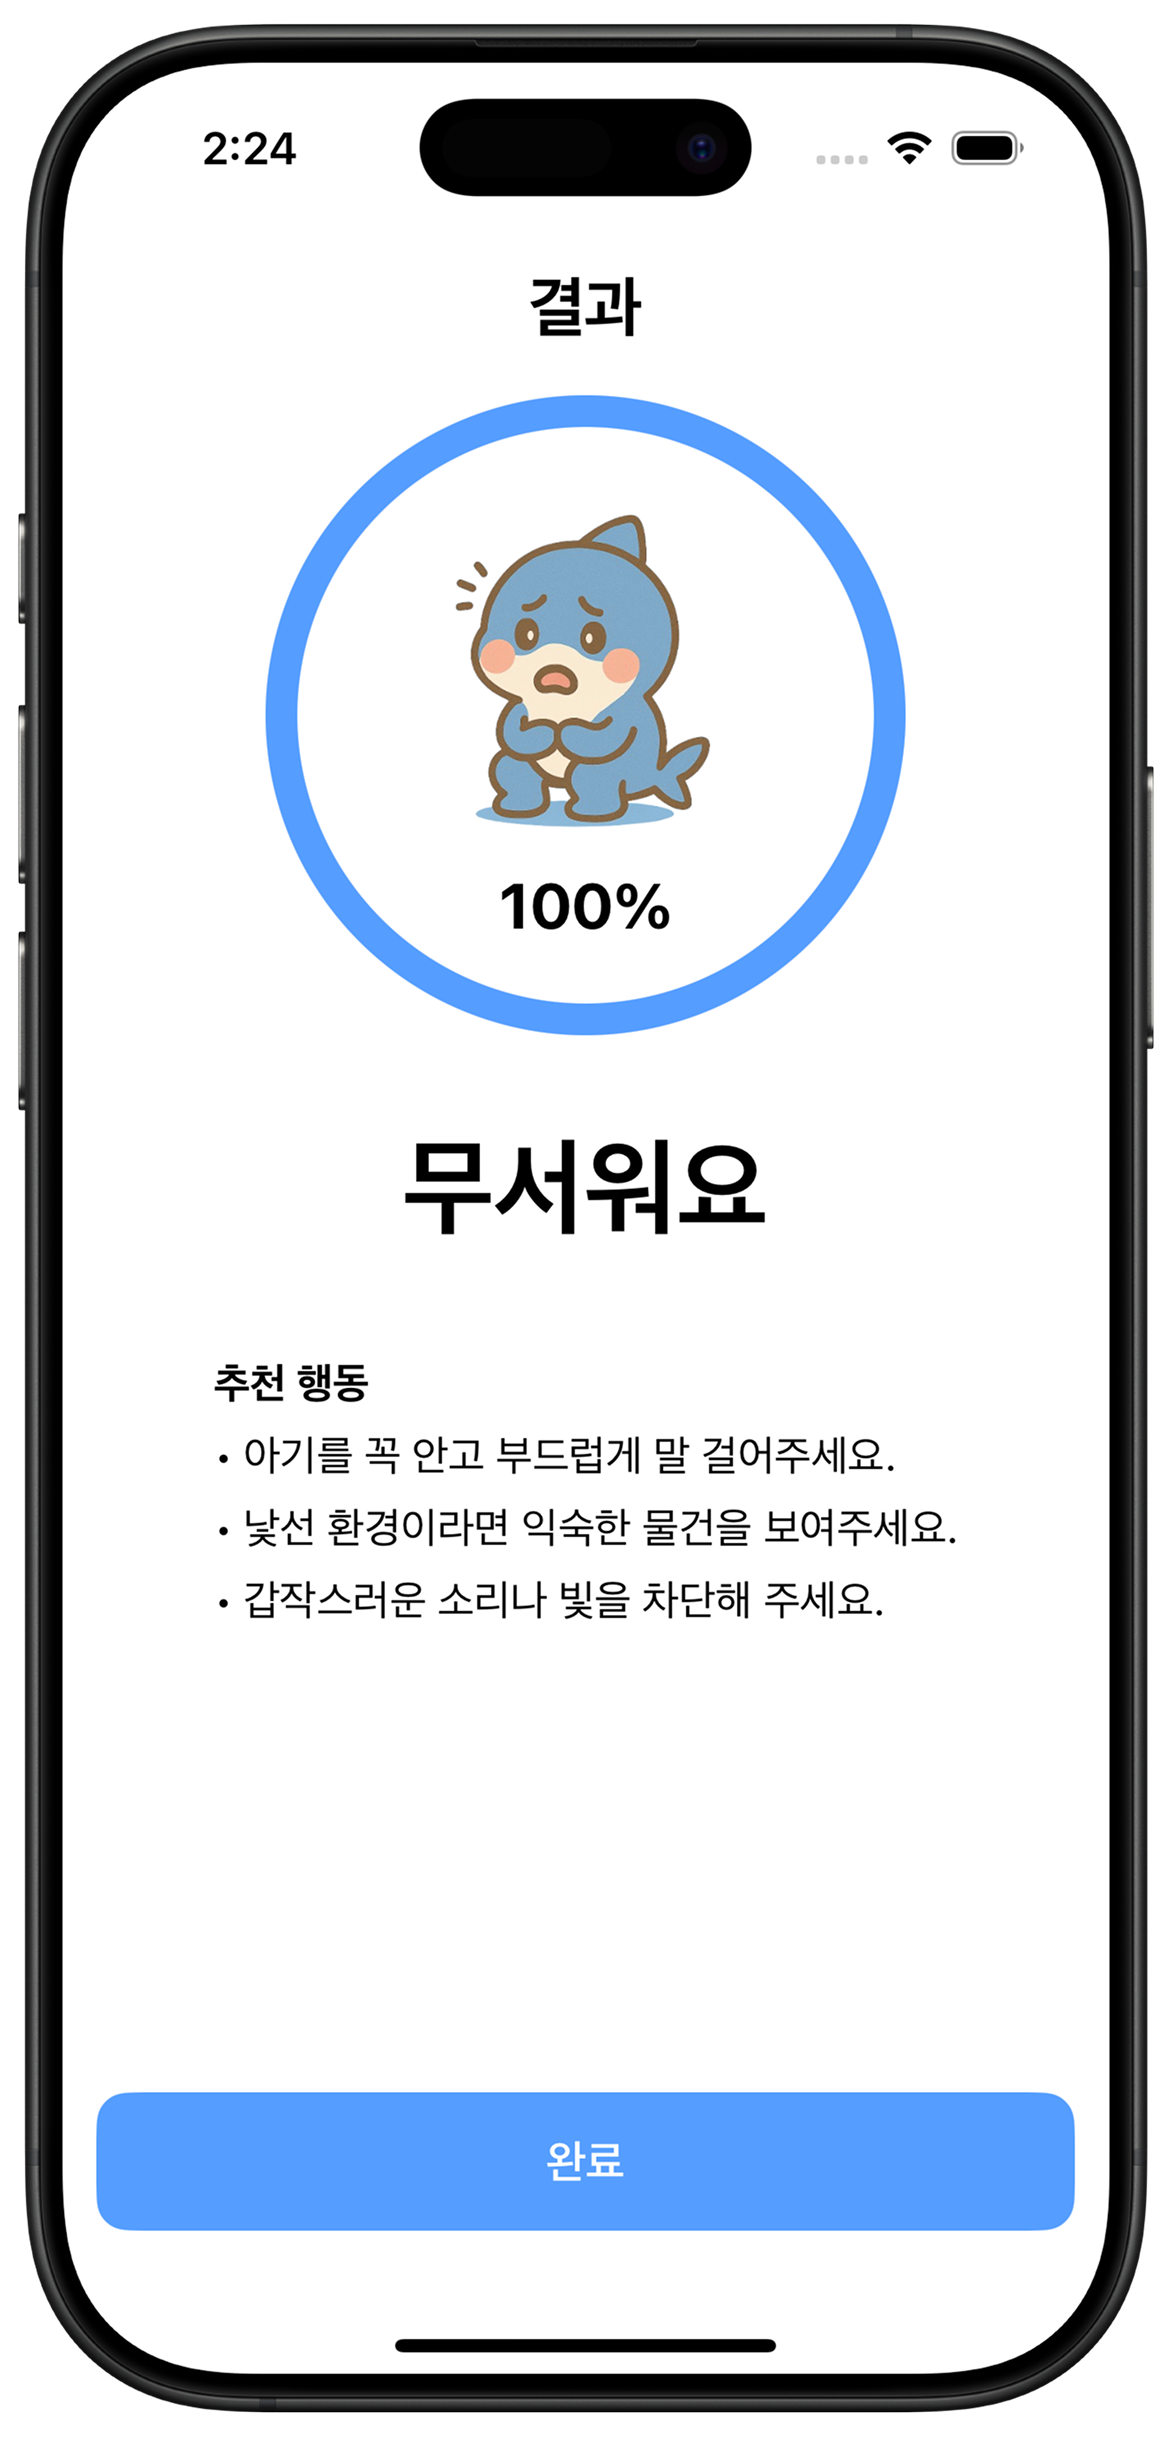 2:24
결과
100%
무서워요
추천 행동
• 아기를 꼭 안고 부드럽게 말 걸어주세요.
• 낯선 환경이라면 익숙한 물건을 보여주세요.
• 갑작스러운 소리나 빛을 차단해 주세요.
완료